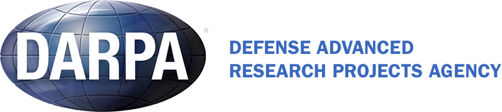 DARPA
DEFENSE ADVANCED
RESEARCH PROJECTS AGENCY